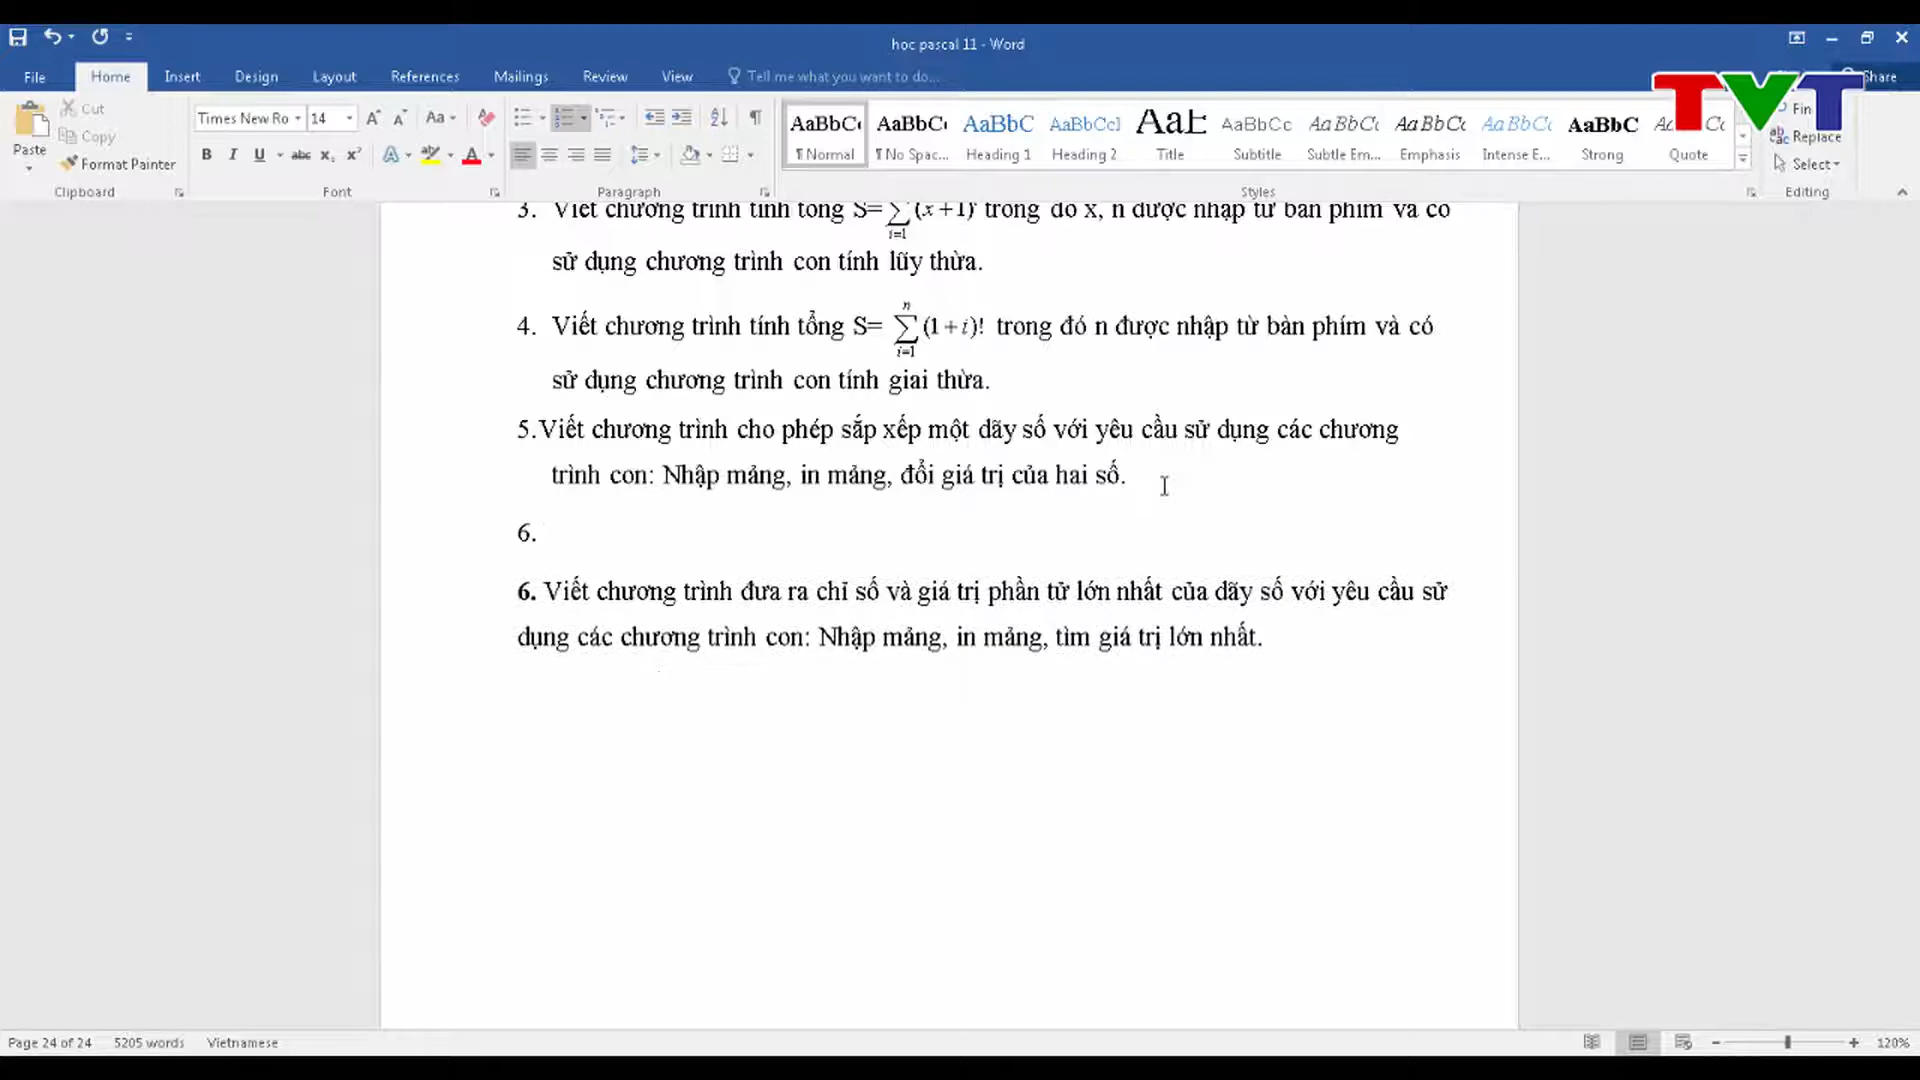 hoc pascal 11 - Word
File Home Insert Design Layout References Mailings Review View Tell me what you want to do... Share
TVT
Cut
Copy
Paste
Format Painter
Clipboard
Times New Ro 14
Font
Paragraph
AaBbC AaBbC AaBbC AaBbCcI AaB AaBbCc AaBbC AaBbCc AaBbC AaBbC
¶ Normal ¶ No Spac... Heading 1 Heading 2 Title Subtitle Subtle Em... Emphasis Intense E... Strong Quote
Styles
Fin
Replace
Select
Editing
3. Viết chương trình tính tổng S= ∑ i=1 (x+1) trong đó x, n được nhập từ bàn phím và có
sử dụng chương trình con tính lũy thừa.
4. Viết chương trình tính tổng S= ∑ n i=1 (1+i)! trong đó n được nhập từ bàn phím và có
sử dụng chương trình con tính giai thừa.
5.Viết chương trình cho phép sắp xếp một dãy số với yêu cầu sử dụng các chương
trình con: Nhập mảng, in mảng, đổi giá trị của hai số.
6.
6. Viết chương trình đưa ra chỉ số và giá trị phần tử lớn nhất của dãy số với yêu cầu sử
dụng các chương trình con: Nhập mảng, in mảng, tìm giá trị lớn nhất.
Page 24 of 24 5205 words Vietnamese 120%